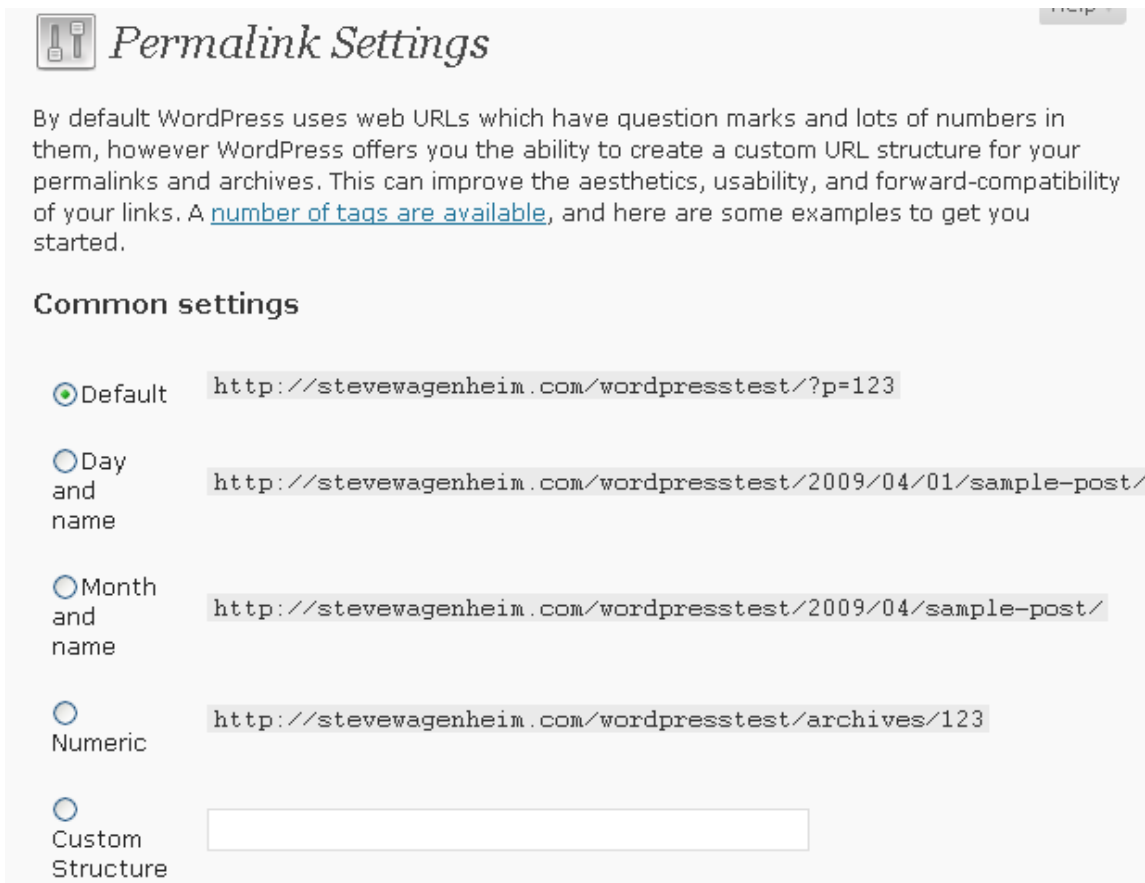 Permalink Settings
By default WordPress uses web URLs which have question marks and lots of numbers in
them, however WordPress offers you the ability to create a custom URL structure for your
permalinks and archives. This can improve the aesthetics, usability, and forward-compatibility
of your links. A number of tags are available, and here are some examples to get you
started.
Common settings
Default http://stevewagenheim.com/wordpresstest/?p=123
Day
and
name
http://stevewagenheim.com/wordpresstest/2009/04/01/sample-post/
Month
and
name
http://stevewagenheim.com/wordpresstest/2009/04/sample-post/
Numeric
http://stevewagenheim.com/wordpresstest/archives/123
Custom
Structure